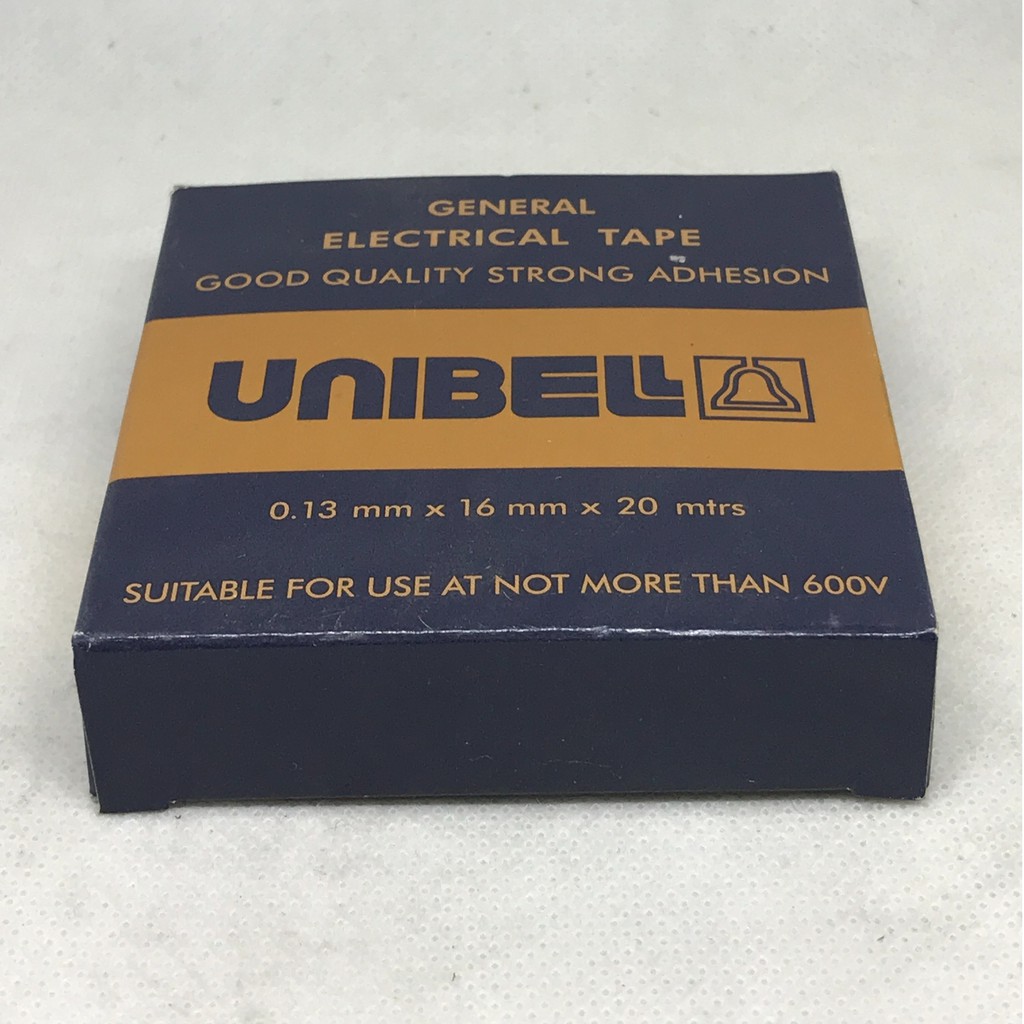 GENERAL
ELECTRICAL TAPE
GOOD QUALITY STRONG ADHESION
UNIBELL
0.13 mm x 16 mm x 20 mtrs
SUITABLE FOR USE AT NOT MORE THAN 600V